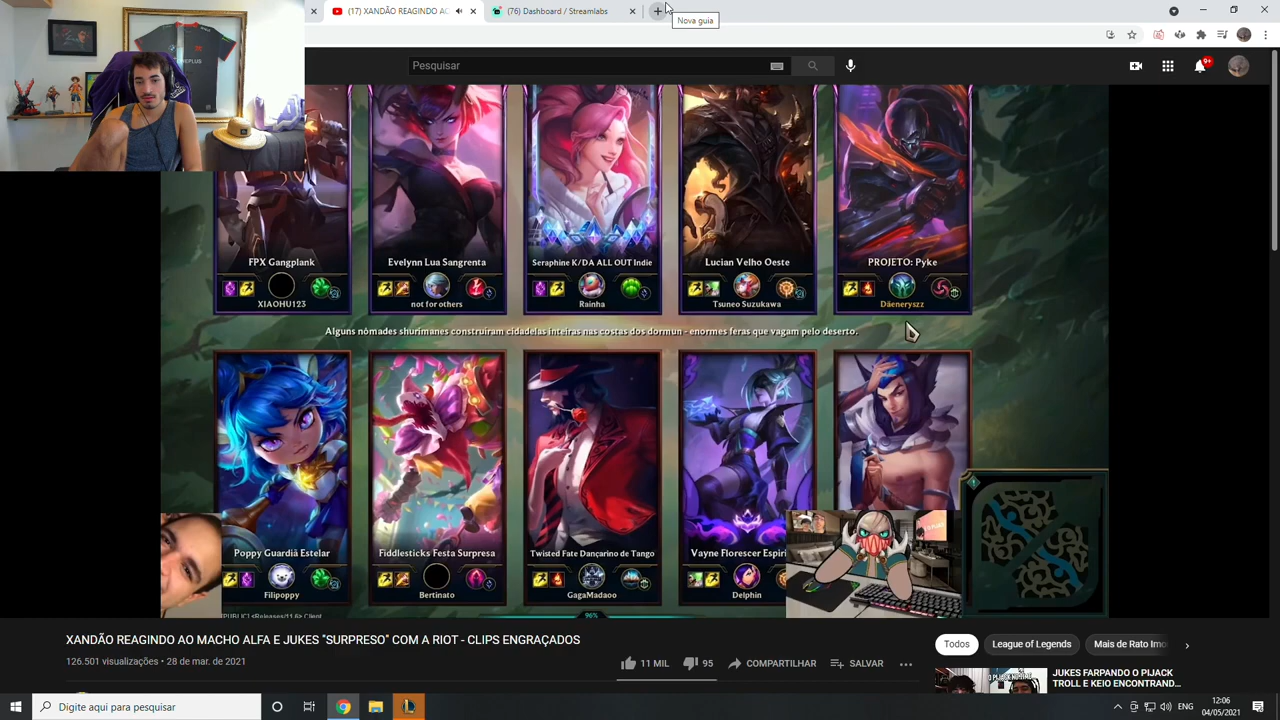 (17) XANDÃO REAGINDO AO
(76) Dashboard / Streamlabs
Nova guia
Pesquisar
9+
FPX Gangplank
Evelynn Lua Sangrenta
Seraphine K/DA ALL OUT Indie
Lucian Velho Oeste
PROJETO: Pyke
XIAOHU123
not for others
Rainha
Tsuneo Suzukawa
Dâeneryszz
Alguns nômades shurimanes construíram cidadelas inteiras nas costas dos dormun - enormes feras que vagam pelo deserto.
Poppy Guardiã Estelar
Fiddlesticks Festa Surpresa
Twisted Fate Dançarino de Tango
Vayne Florescer Espiri
Filipoppy
Bertinato
GagaMadaoo
Delphin
96%
XANDÃO REAGINDO AO MACHO ALFA E JUKES "SURPRESO" COM A RIOT - CLIPS ENGRAÇADOS
126.501 visualizações • 28 de mar. de 2021
11 MIL
95
COMPARTILHAR
SALVAR
Todos
League of Legends
Mais de Rato Imo
JUKES FARPANDO O PIJACK
TROLL E KEIO ENCONTRAND...
Digite aqui para pesquisar
ENG
12:06
04/05/2021